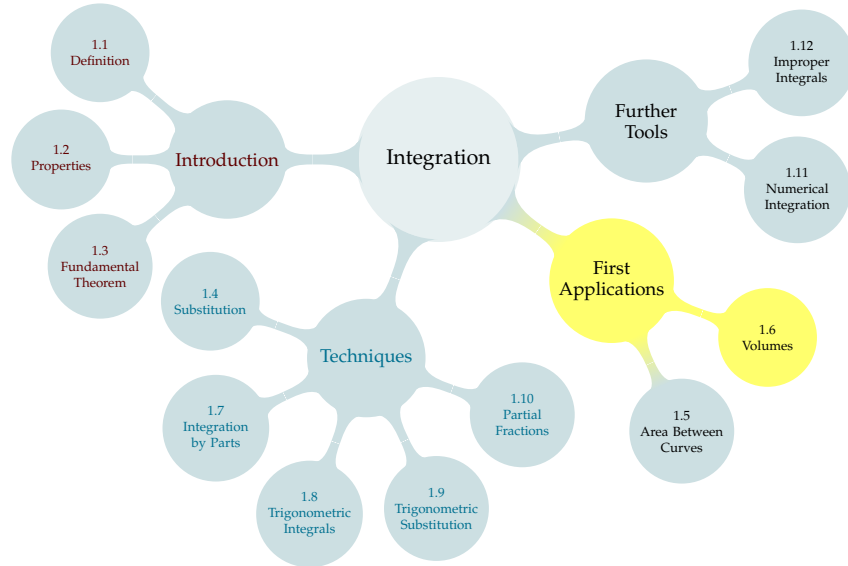 Integration
Introduction
1.1
Definition
1.2
Properties
1.3
Fundamental
Theorem
Techniques
1.4
Substitution
1.7
Integration
by Parts
1.8
Trigonometric
Integrals
1.9
Trigonometric
Substitution
1.10
Partial
Fractions
First
Applications
1.5
Area Between
Curves
1.6
Volumes
Further
Tools
1.11
Numerical
Integration
1.12
Improper
Integrals